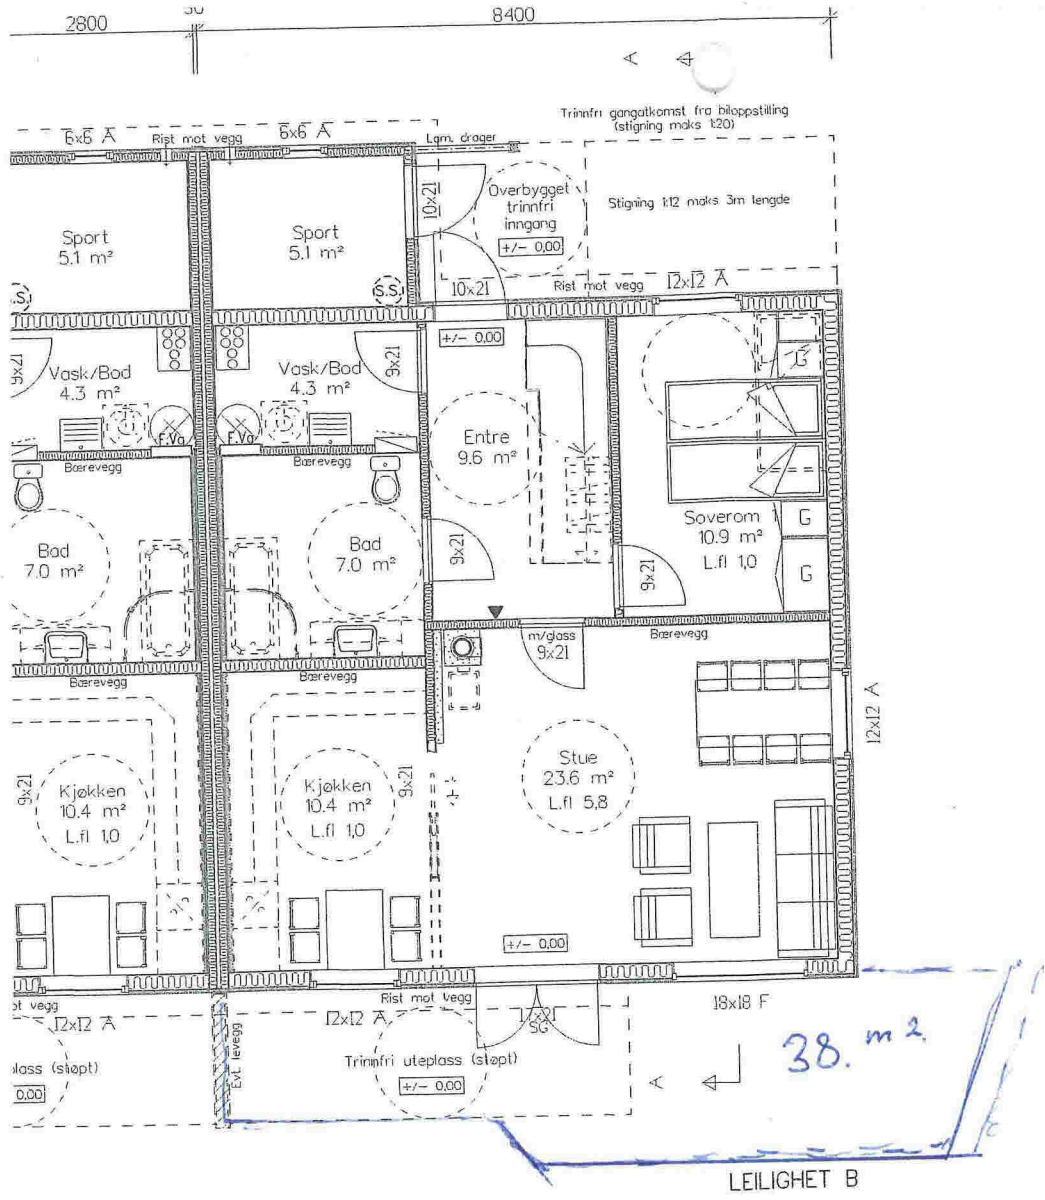 2800
8400
A
Trinnfri gangatkomst fra biloppstilling
(stigning maks 1:20)
6x6 A
Rist mot vegg
6x6 A
Lam. drager
Sport
5.1 m²
Sport
5.1 m²
10x21
Overbygget
trinnfri
inngang
+/- 0,00
Stigning 1:12 maks 3m lengde
S.S.
10x21
Rist mot vegg
12x12 A
+/- 0,00
9x21
Vask/Bod
4.3 m²
Vask/Bod
4.3 m²
9x21
G
F.Va
F.Va
Entre
9.6 m²
Bærevegg
Bærevegg
Soverom
10.9 m²
L.fl 1,0
G
G
Bad
7.0 m²
Bad
7.0 m²
9x21
9x21
m/glass
9x21
Bærevegg
Bærevegg
Bærevegg
12x12 A
Stue
23.6 m²
L.fl 5,8
9x21
Kjøkken
10.4 m²
L.fl 1,0
Kjøkken
10.4 m²
L.fl 1,0
9x21
+/- 0,00
vegg
Rist mot vegg
12x12 A
12x12 A
SG
18x18 F
38. m².
Evt. levegg
(støpt)
0.00
Trinnfri uteplass (støpt)
+/- 0,00
A
LEILIGHET B